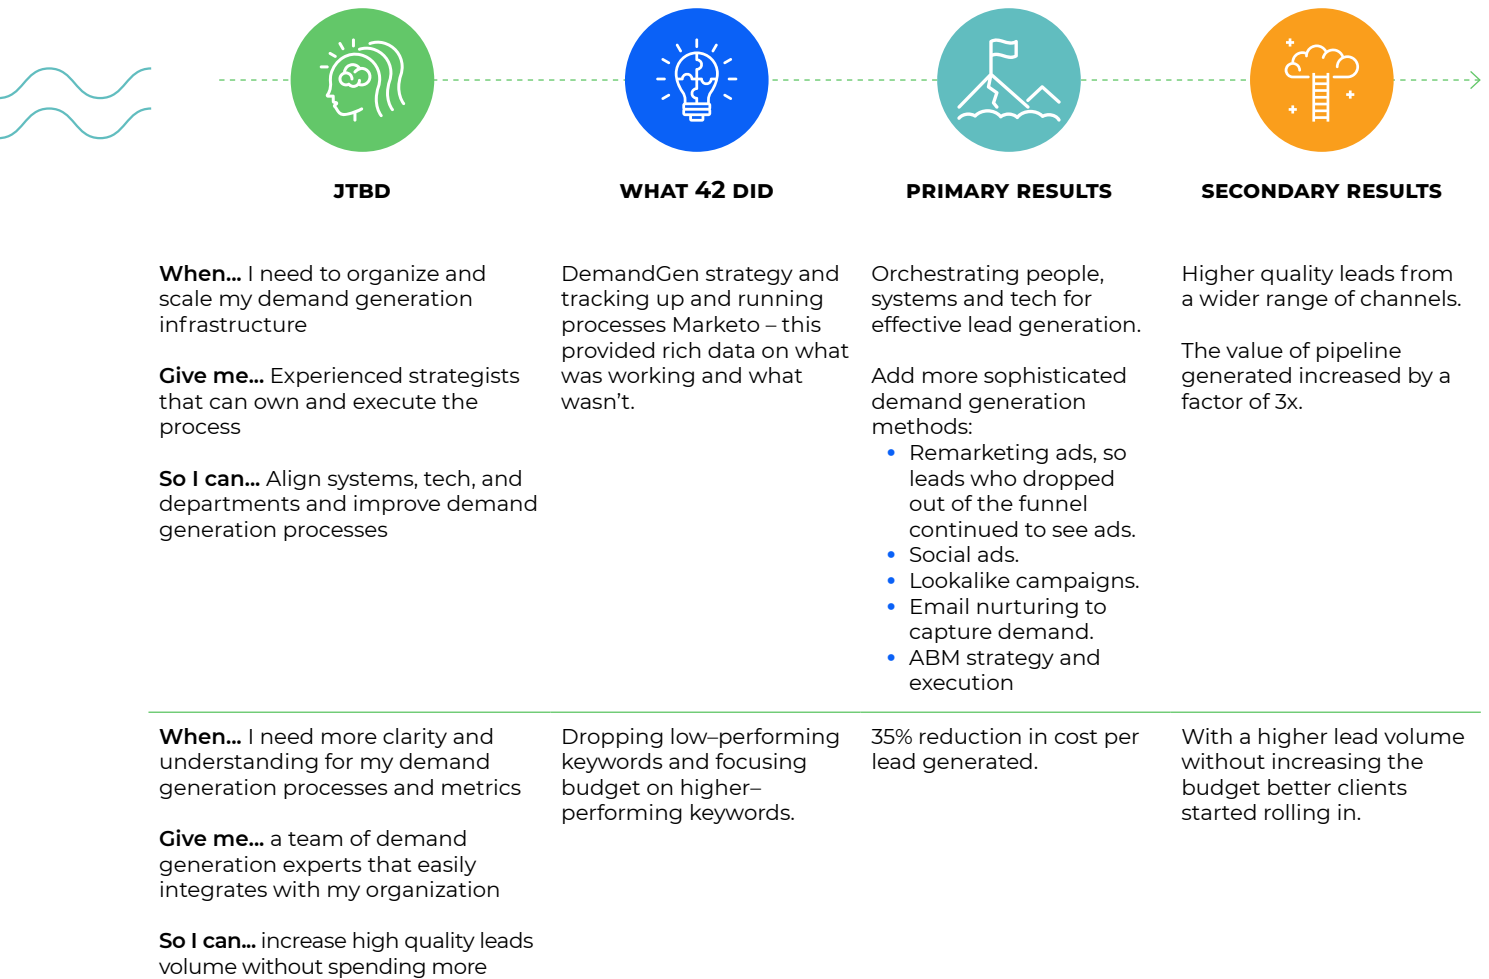 JTBD
WHAT 42 DID
PRIMARY RESULTS
SECONDARY RESULTS
When... I need to organize and
scale my demand generation
infrastructure
Give me... Experienced strategists
that can own and execute the
process
So I can... Align systems, tech, and
departments and improve demand
generation processes
DemandGen strategy and
tracking up and running
processes Marketo – this
provided rich data on what
was working and what
wasn’t.
Orchestrating people,
systems and tech for
effective lead generation.
Add more sophisticated
demand generation
methods:
• Remarketing ads, so
leads who dropped
out of the funnel
continued to see ads.
• Social ads.
• Lookalike campaigns.
• Email nurturing to
capture demand.
• ABM strategy and
execution
Higher quality leads from
a wider range of channels.
The value of pipeline
generated increased by a
factor of 3x.
When... I need more clarity and
understanding for my demand
generation processes and metrics
Give me... a team of demand
generation experts that easily
integrates with my organization
So I can... increase high quality leads
volume without spending more
Dropping low–performing
keywords and focusing
budget on higher–
performing keywords.
35% reduction in cost per
lead generated.
With a higher lead volume
without increasing the
budget better clients
started rolling in.